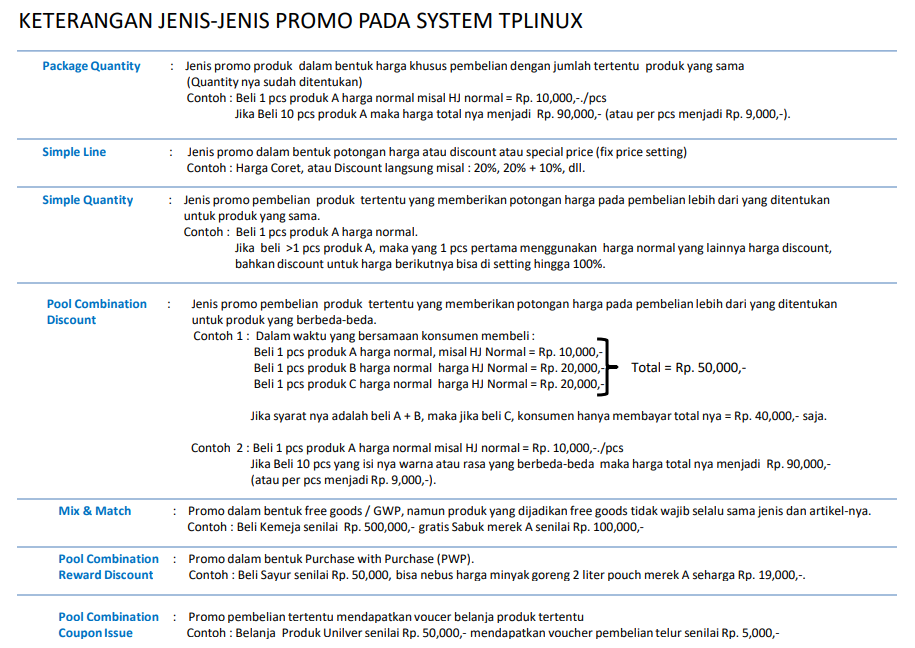 KETERANGAN JENIS-JENIS PROMO PADA SYSTEM TPLINUX
Package Quantity : Jenis promo produk dalam bentuk harga khusus pembelian dengan jumlah tertentu produk yang sama
(Quantity nya sudah ditentukan)
Contoh : Beli 1 pcs produk A harga normal misal HJ normal = Rp. 10,000,-./pcs
Jika Beli 10 pcs produk A maka harga total nya menjadi Rp. 90,000,- (atau per pcs menjadi Rp. 9,000,-).
Simple Line : Jenis promo dalam bentuk potongan harga atau discount atau special price (fix price setting)
Contoh : Harga Coret, atau Discount langsung misal : 20%, 20% + 10%, dll.
Simple Quantity : Jenis promo pembelian produk tertentu yang memberikan potongan harga pada pembelian lebih dari yang ditentukan
untuk produk yang sama.
Contoh : Beli 1 pcs produk A harga normal.
Jika beli >1 pcs produk A, maka yang 1 pcs pertama menggunakan harga normal yang lainnya harga discount,
bahkan discount untuk harga berikutnya bisa di setting hingga 100%.
Pool Combination : Jenis promo pembelian produk tertentu yang memberikan potongan harga pada pembelian lebih dari yang ditentukan
Discount untuk produk yang berbeda-beda.
Contoh 1 : Dalam waktu yang bersamaan konsumen membeli :
Beli 1 pcs produk A harga normal, misal HJ Normal = Rp. 10,000,-
Beli 1 pcs produk B harga normal harga HJ Normal = Rp. 20,000,- Total = Rp. 50,000,-
Beli 1 pcs produk C harga normal harga HJ Normal = Rp. 20,000,-
Jika syarat nya adalah beli A + B, maka jika beli C, konsumen hanya membayar total nya = Rp. 40,000,- saja.
Contoh 2 : Beli 1 pcs produk A harga normal misal HJ normal = Rp. 10,000,-./pcs
Jika Beli 10 pcs yang isi nya warna atau rasa yang berbeda-beda maka harga total nya menjadi Rp. 90,000,-
(atau per pcs menjadi Rp. 9,000,-).
Mix & Match : Promo dalam bentuk free goods / GWP, namun produk yang dijadikan free goods tidak wajib selalu sama jenis dan artikel-nya.
Contoh : Beli Kemeja senilai Rp. 500,000,- gratis Sabuk merek A senilai Rp. 100,000,-
Pool Combination : Promo dalam bentuk Purchase with Purchase (PWP).
Reward Discount Contoh : Beli Sayur senilai Rp. 50,000, bisa nebus harga minyak goreng 2 liter pouch merek A seharga Rp. 19,000,-.
Pool Combination : Promo pembelian tertentu mendapatkan voucer belanja produk tertentu
Coupon Issue Contoh : Belanja Produk Unilver senilai Rp. 50,000,- mendapatkan voucher pembelian telur senilai Rp. 5,000,-